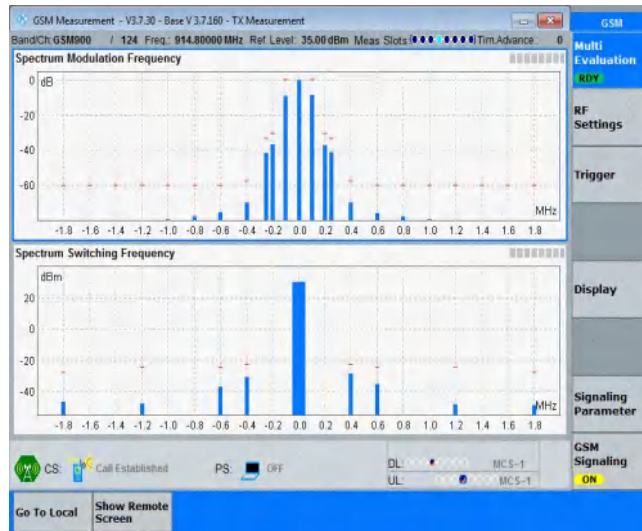 GSM Measurement - V3.7.30 - Base V 3.7.160 - TX Measurement
Band/Ch: GSM900 / 124 Freq.: 914.80000 MHz Ref. Level: 35.00 dBm Meas Slots: Tim.Advance: 0
GSM
Multi
Evaluation
RDY
RF
Settings
Trigger
Display
Signaling
Parameter
GSM
Signaling
ON
Spectrum Modulation Frequency
dB
0
-20
-40
-60
MHz
-1.8 -1.6 -1.4 -1.2 -1.0 -0.8 -0.6 -0.4 -0.2 0.0 0.2 0.4 0.6 0.8 1.0 1.2 1.4 1.6 1.8
Spectrum Switching Frequency
dBm
20
0
-20
-40
MHz
-1.8 -1.6 -1.4 -1.2 -1.0 -0.8 -0.6 -0.4 -0.2 0.0 0.2 0.4 0.6 0.8 1.0 1.2 1.4 1.6 1.8
CS: Call Established PS: OFF
DL: MCS-1
UL: MCS-1
Go To Local
Show Remote
Screen